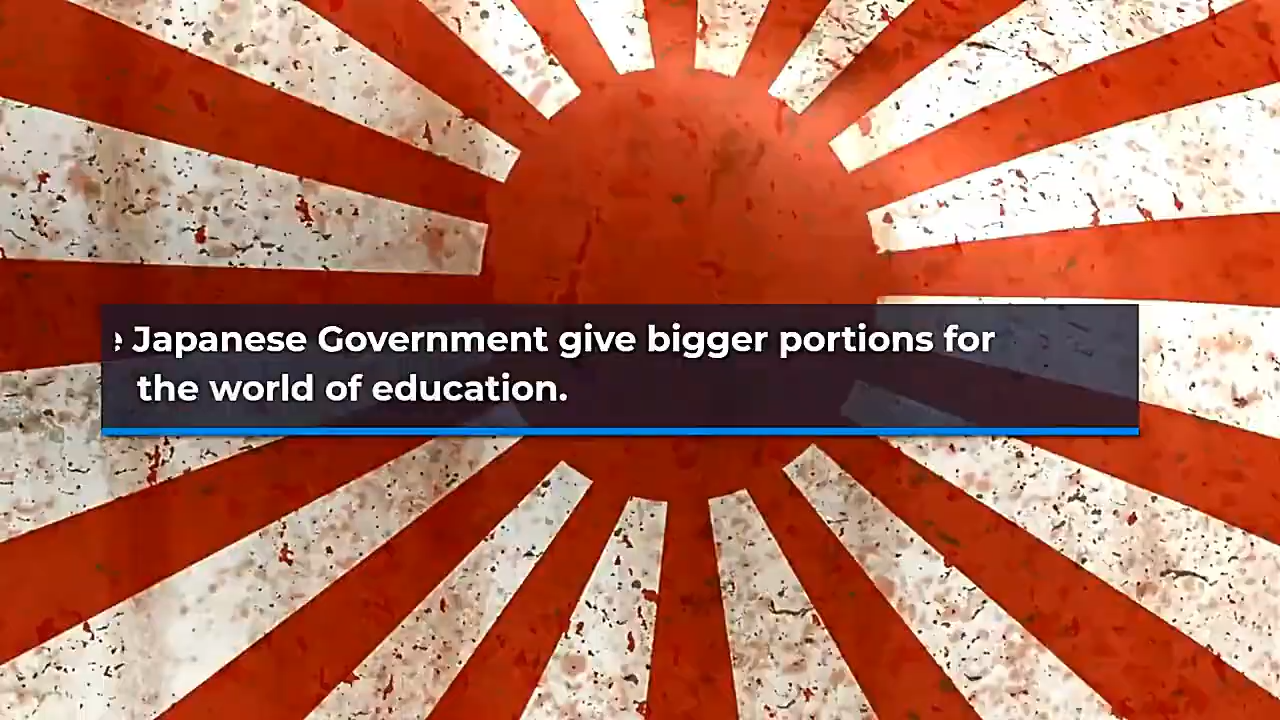 Japanese Government give bigger portions for
the world of education.